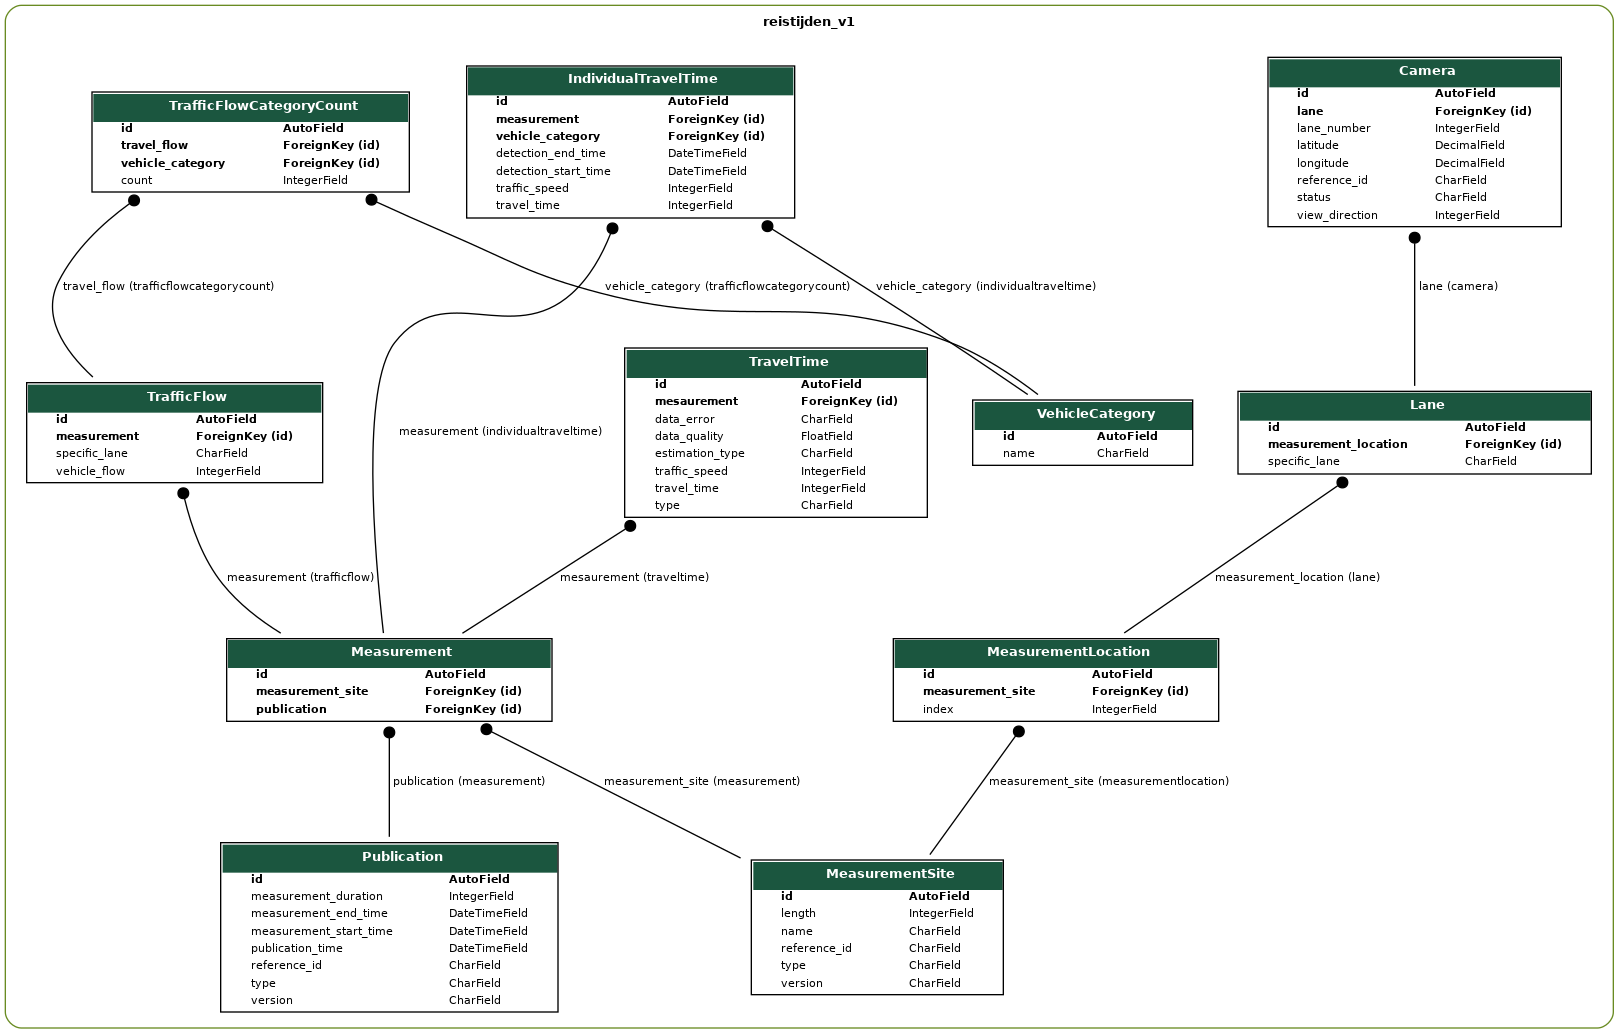 reistijden_v1
TrafficFlowCategoryCount
id AutoField
travel_flow ForeignKey (id)
vehicle_category ForeignKey (id)
count IntegerField
IndividualTravelTime
id AutoField
measurement ForeignKey (id)
vehicle_category ForeignKey (id)
detection_end_time DateTimeField
detection_start_time DateTimeField
traffic_speed IntegerField
travel_time IntegerField
Camera
id AutoField
lane ForeignKey (id)
lane_number IntegerField
latitude DecimalField
longitude DecimalField
reference_id CharField
status CharField
view_direction IntegerField
travel_flow (trafficflowcategorycount)
vehicle_category (trafficflowcategorycount)
vehicle_category (individualtraveltime)
lane (camera)
TrafficFlow
id AutoField
measurement ForeignKey (id)
specific_lane CharField
vehicle_flow IntegerField
measurement (individualtraveltime)
TravelTime
id AutoField
mesaurement ForeignKey (id)
data_error CharField
data_quality FloatField
estimation_type CharField
traffic_speed IntegerField
travel_time IntegerField
type CharField
VehicleCategory
id AutoField
name CharField
Lane
id AutoField
measurement_location ForeignKey (id)
specific_lane CharField
measurement (trafficflow)
mesaurement (traveltime)
measurement_location (lane)
Measurement
id AutoField
measurement_site ForeignKey (id)
publication ForeignKey (id)
MeasurementLocation
id AutoField
measurement_site ForeignKey (id)
index IntegerField
publication (measurement)
measurement_site (measurement)
measurement_site (measurementlocation)
Publication
id AutoField
measurement_duration IntegerField
measurement_end_time DateTimeField
measurement_start_time DateTimeField
publication_time DateTimeField
reference_id CharField
type CharField
version CharField
MeasurementSite
id AutoField
length IntegerField
name CharField
reference_id CharField
type CharField
version CharField